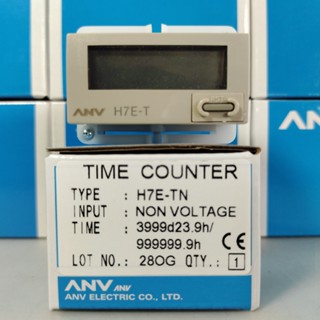 ANV H7E-T
ANV
TIME COUNTER
TYPE : H7E-TN
INPUT : NON VOLTAGE
TIME : 3999d23.9h/
999999.9h
CE
LOT NO.: 280G QTY.: 1
ANV ANV
ANV ELECTRIC CO., LTD.